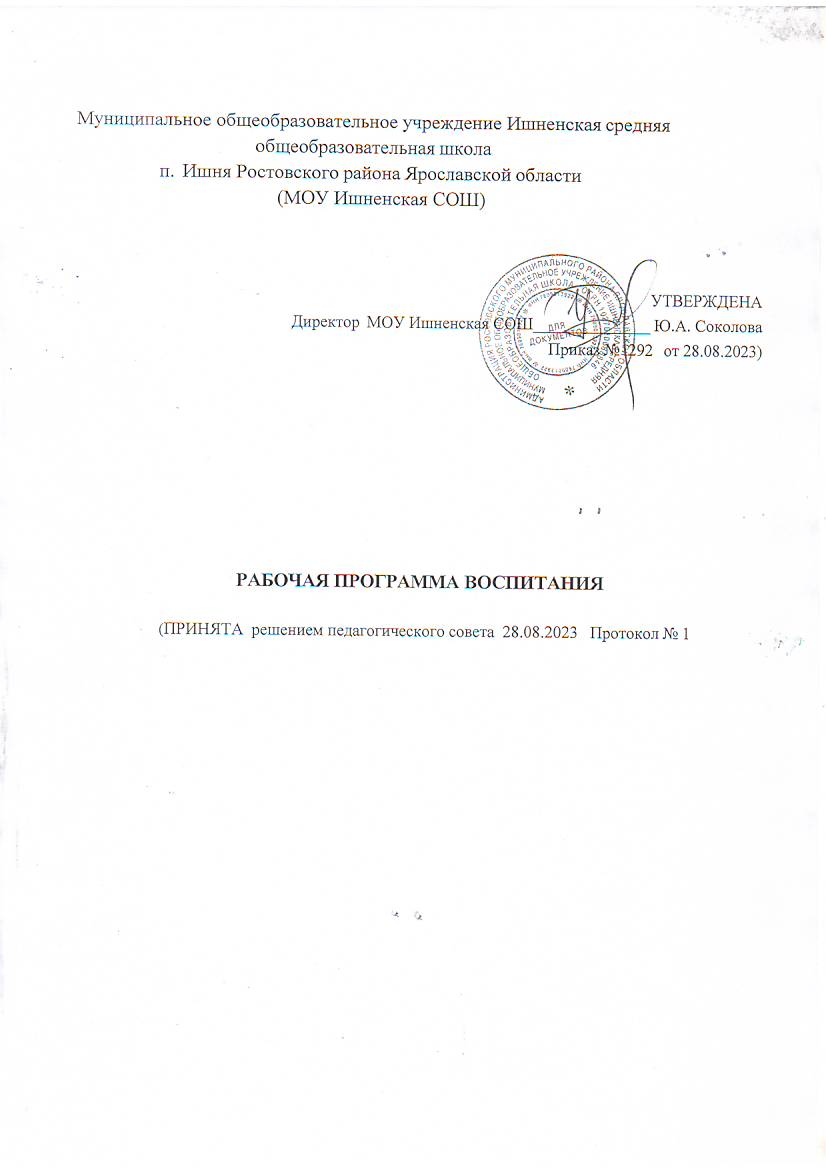 Муниципальное общеобразовательное учреждение Ишненская средняя
общеобразовательная школа
п. Ишня Ростовского района Ярославской области
(МОУ Ишненская СОШ)
УТВЕРЖДЕНА
Директор МОУ Ишненская СОШ Ю.А. Соколова
Приказ № 292 от 28.08.2023)
ДЛЯ
ДОКУМЕНТОВ
РАБОЧАЯ ПРОГРАММА ВОСПИТАНИЯ
(ПРИНЯТА решением педагогического совета 28.08.2023 Протокол № 1